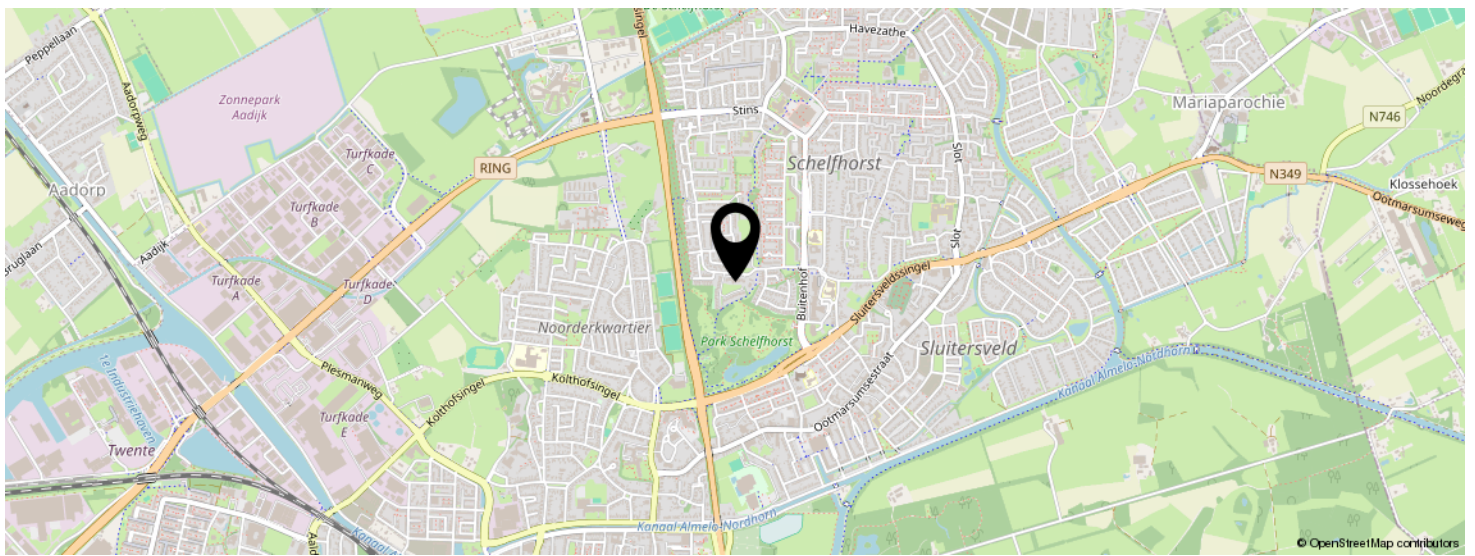 Peppellaan
Aadorpweg
Zonnepark
Aadijk
Turfkade
C
RING
Stins
Havezathe
Slot
Schelfhorst
Mariaparochie
N746
N349
Klossehoek
Ootmarsumseweg
Aadorp
Aadijk
Turfkade
B
Turfkade
A
Turfkade
D
Slot
Buitenhof
Sluitersveldssingel
Noorderkwartier
Park Schelfhorst
Sluitersveld
Kanaal Almelo-Nordhorn
1e Industriehaven
Plesmanweg
Kolthofsingel
Kolthofsingel
Ootmarsumsestraat
Turfkade
E
Twente
Kanaal Almelo-Nordhorn
© OpenStreetMap contributors